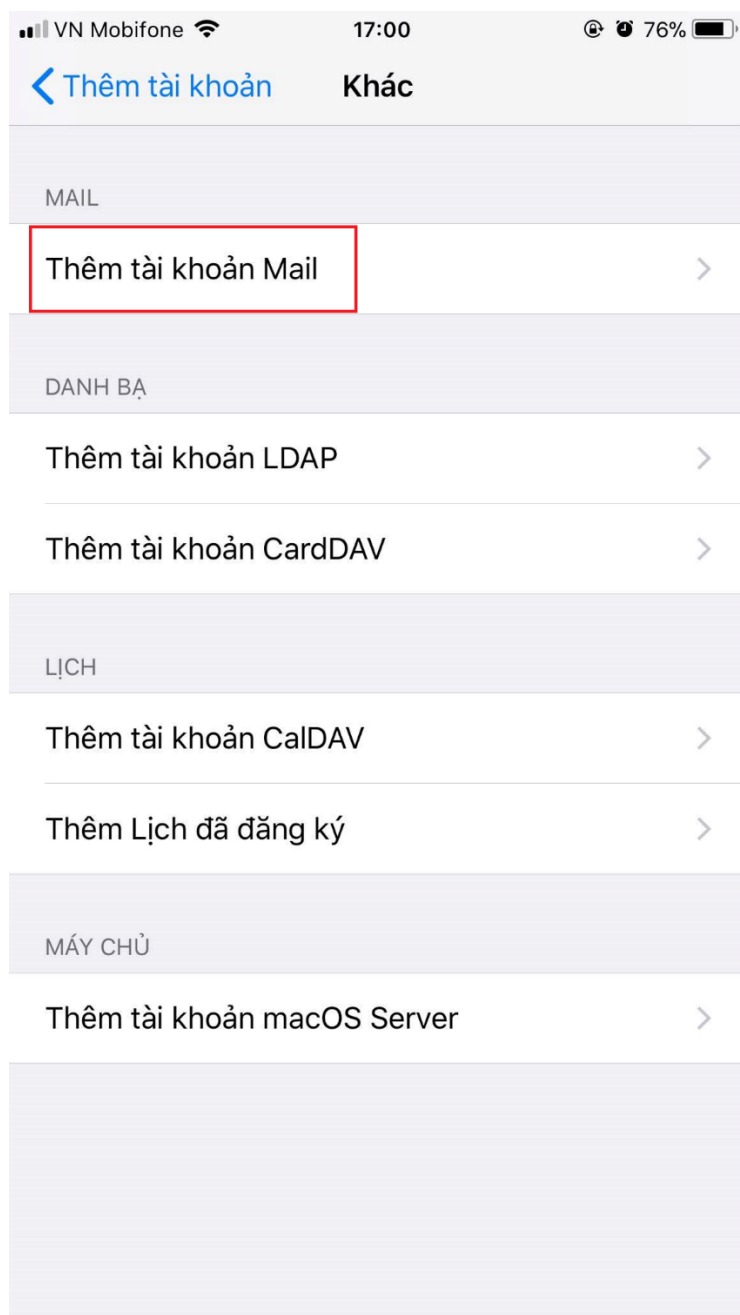 VN Mobifone 17:00 76%
Thêm tài khoản Khác
MAIL
Thêm tài khoản Mail
DANH BẠ
Thêm tài khoản LDAP
Thêm tài khoản CardDAV
LỊCH
Thêm tài khoản CalDAV
Thêm Lịch đã đăng ký
MÁY CHỦ
Thêm tài khoản macOS Server